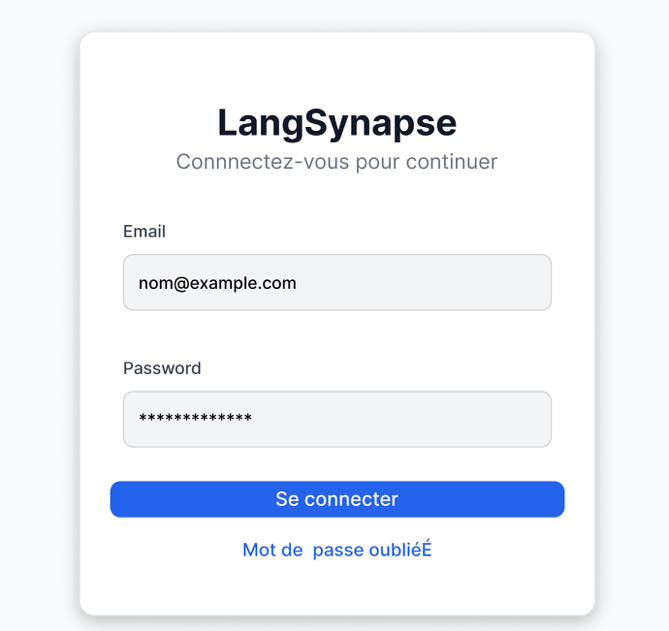 LangSynapse
Connnectez-vous pour continuer
Email
nom@example.com
Password
*************
Se connecter
Mot de  passe oubliéÉ